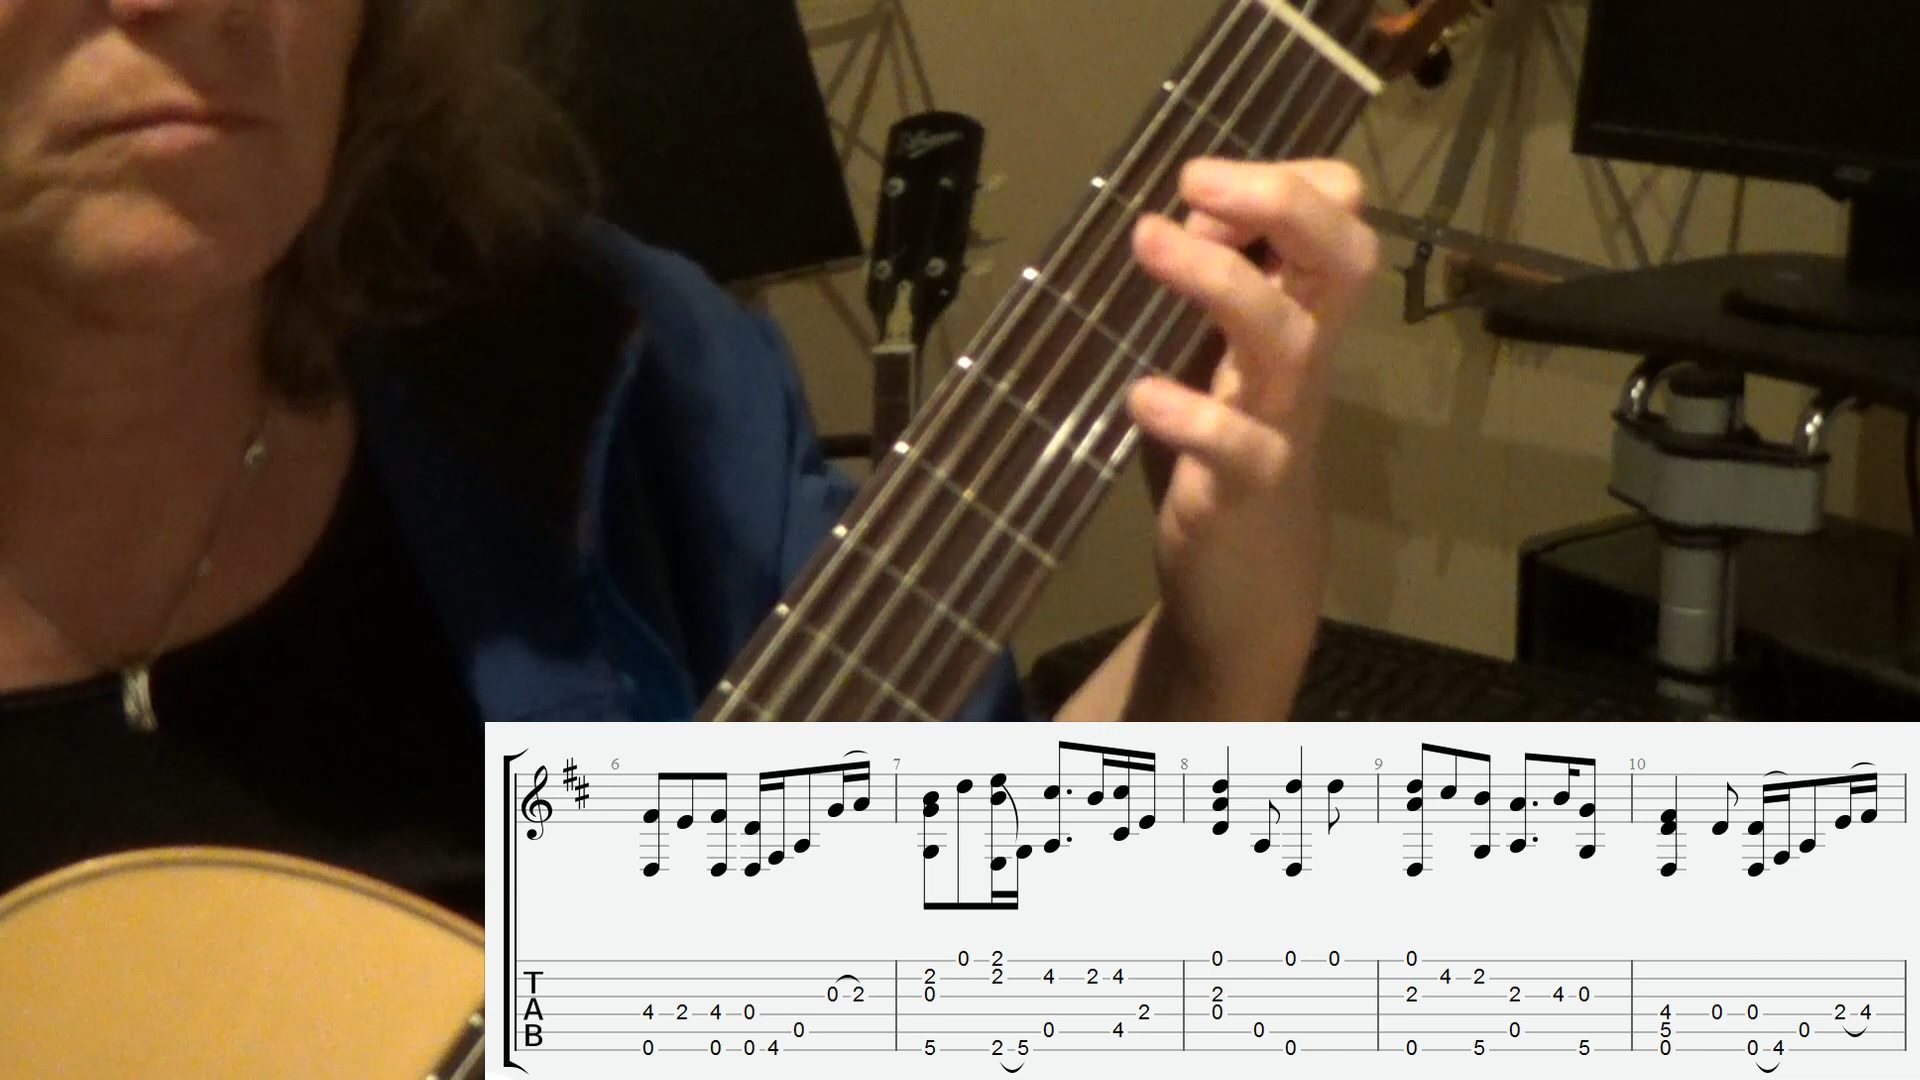 6 7 8 9 10
0 2 0 0 0 0
2 2 4 2 4 4 2
0 2 0 2 2 4 0
T A B 4 2 4 0 2 0 4 0 0 2 4
0 0 4 0 0 5 0
0 0 0 4 5 2 5 0 0 5 5 0 0 4